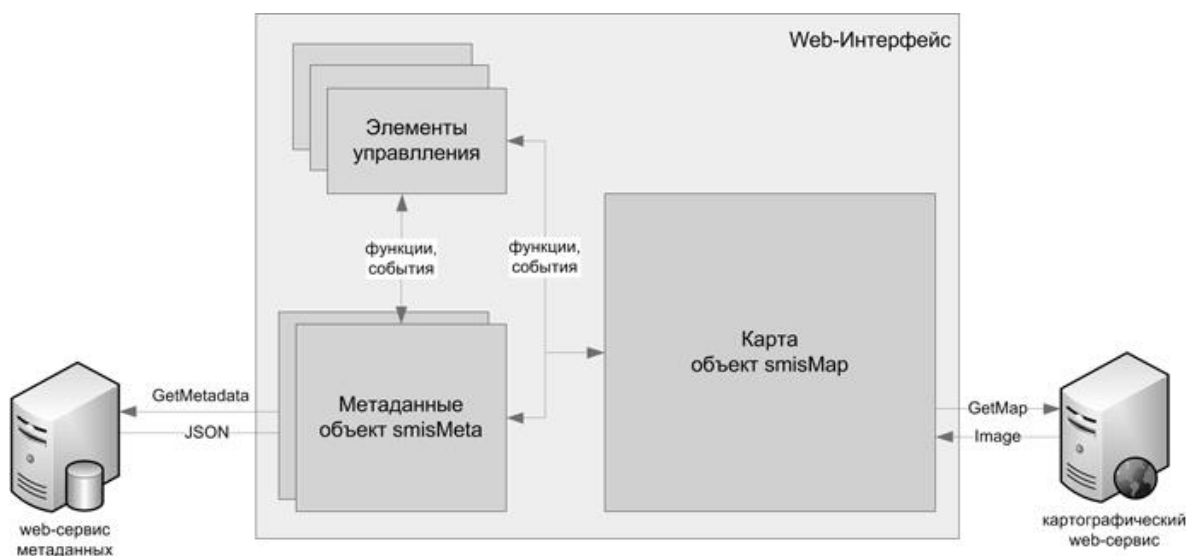 Web-Интерфейс
Элементы
управлления
функции,
события
функции,
события
Карта
объект smisMap
Метаданные
объект smisMeta
GetMetadata
JSON
GetMap
Image
web-сервис
метаданных
картографический
web-сервис